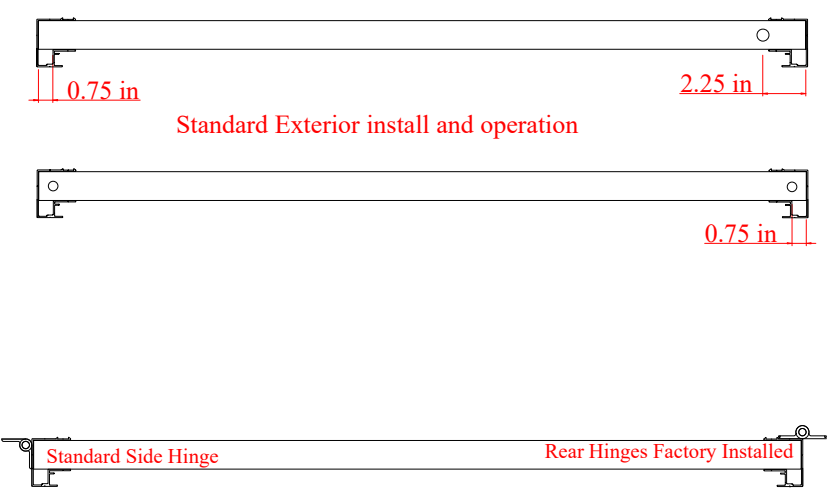 0.75 in
2.25 in
Standard Exterior install and operation
0.75 in
Standard Side Hinge
Rear Hinges Factory Installed